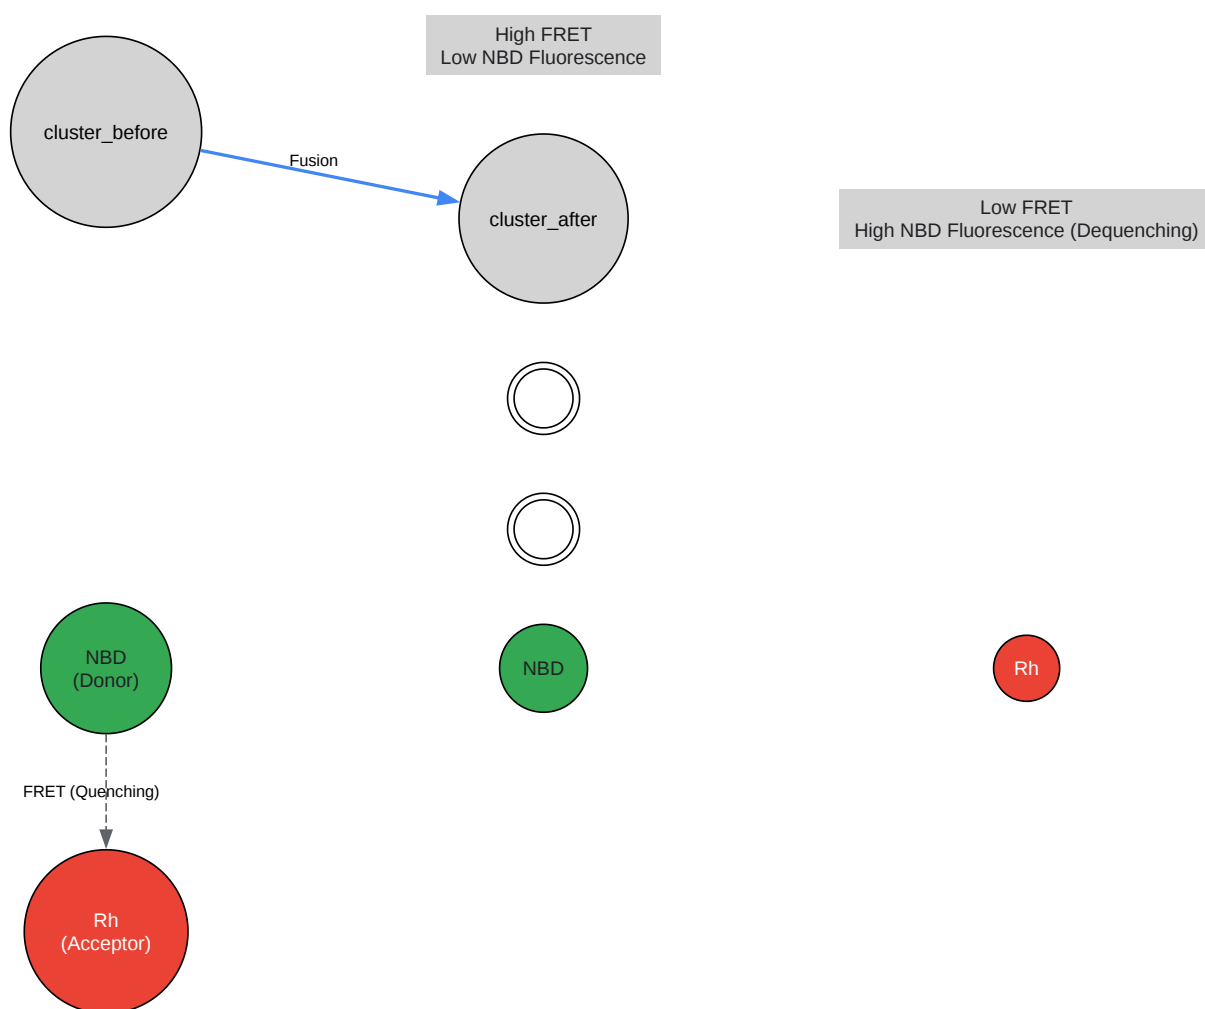 High FRET
Low NBD Fluorescence
cluster_before
Fusion
cluster_after
Low FRET
High NBD Fluorescence (Dequenching)
NBD
(Donor)
NBD
Rh
FRET (Quenching)
Rh
(Acceptor)